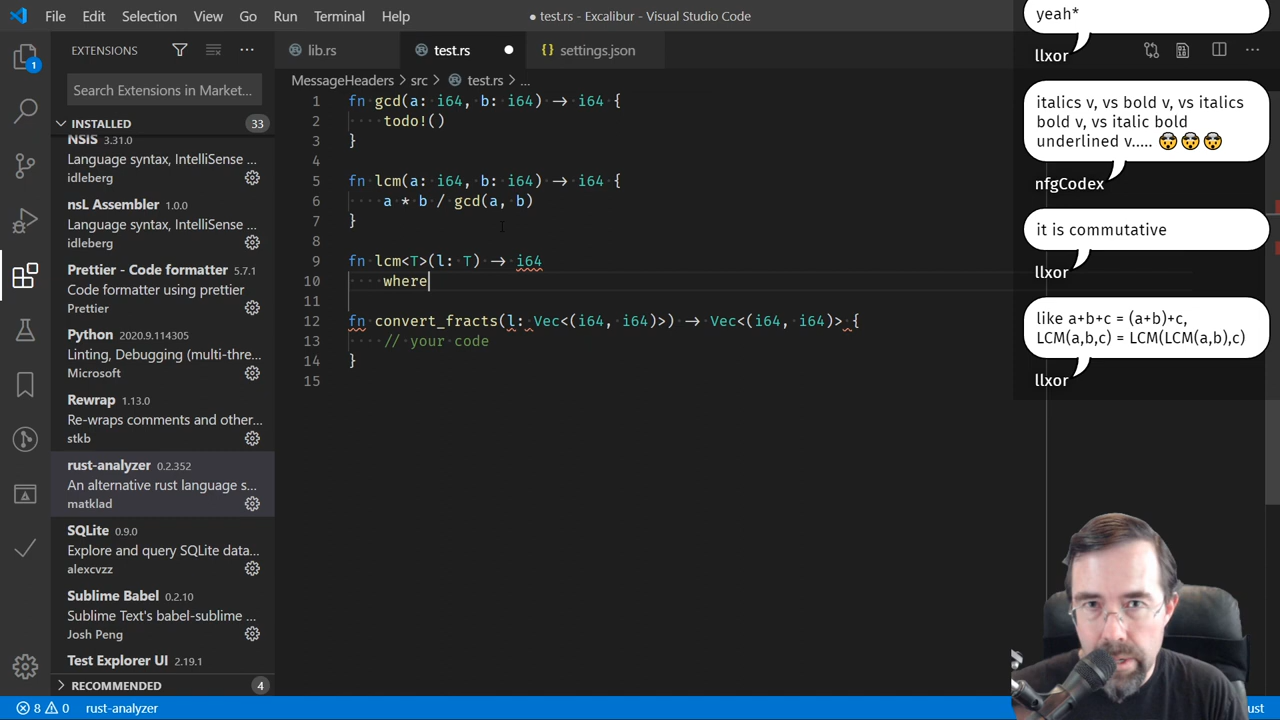 File Edit Selection View Go Run Terminal Help
● test.rs - Excalibur - Visual Studio Code
EXTENSIONS
1
Search Extensions in Market...
INSTALLED 33
NSIS 3.31.0
Language syntax, IntelliSense ...
idleberg
nsL Assembler 1.0.0
Language syntax, IntelliSense ...
idleberg
Prettier - Code formatter 5.7.1
Code formatter using prettier
Prettier
Python 2020.9.114305
Linting, Debugging (multi-thre...
Microsoft
Rewrap 1.13.0
Re-wraps comments and other...
stkb
rust-analyzer 0.2.352
An alternative rust language s...
matklad
SQLite 0.9.0
Explore and query SQLite data...
alexcvzz
Sublime Babel 0.2.10
Sublime Text's babel-sublime ...
Josh Peng
Test Explorer UI 2.19.1
RECOMMENDED 4
lib.rs test.rs ● {} settings.json
MessageHeaders > src > test.rs > ...
1 fn gcd(a: i64, b: i64) → i64 {
2 todo!()
3 }
4
5 fn lcm(a: i64, b: i64) → i64 {
6 a * b / gcd(a, b)
7 }
8
9 fn lcm<T>(l: T) → i64
10 where
11
12 fn convert_fracts(l: Vec<(i64, i64)>) → Vec<(i64, i64)> {
13 // your code
14 }
15
yeah*
llxor
italics v, vs bold v, vs italics
bold v, vs italic bold
underlined v..... 🤯🤯🤯
nfgCodex
it is commutative
llxor
like a+b+c = (a+b)+c,
LCM(a,b,c) = LCM(LCM(a,b),c)
llxor
8 0 rust-analyzer
ust